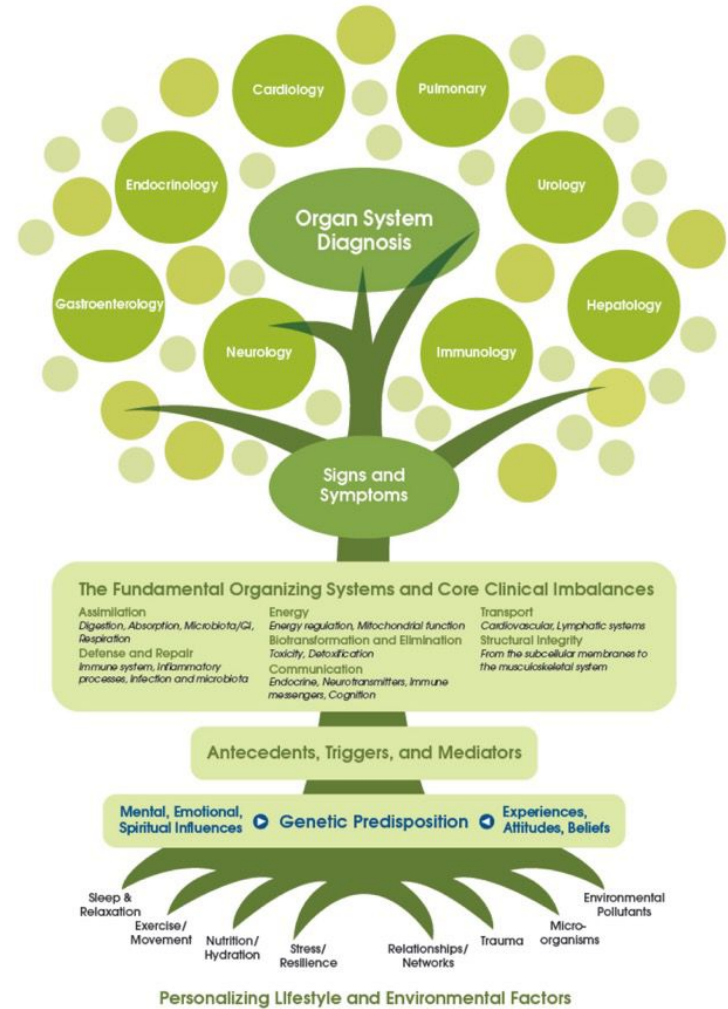 Cardiology
Pulmonary
Endocrinology
Urology
Organ System
Diagnosis
Gastroenterology
Hepatology
Neurology
Immunology
Signs and
Symptoms
The Fundamental Organizing Systems and Core Clinical Imbalances
Assimilation
Digestion, Absorption, Microbiota/GI,
Respiration
Defense and Repair
Immune system, Inflammatory
processes, Infection and microbiota
Energy
Energy regulation, Mitochondrial function
Biotransformation and Elimination
Toxicity, Detoxification
Communication
Endocrine, Neurotransmitters, Immune
messengers, Cognition
Transport
Cardiovascular, Lymphatic systems
Structural Integrity
From the subcellular membranes to
the musculoskeletal system
Antecedents, Triggers, and Mediators
Mental, Emotional,
Spiritual Influences
Genetic Predisposition
Experiences,
Attitudes, Beliefs
Sleep &
Relaxation
Exercise/
Movement
Nutrition/
Hydration
Stress/
Resilience
Relationships/
Networks
Trauma
Micro-
organisms
Environmental
Pollutants
Personalizing Lifestyle and Environmental Factors